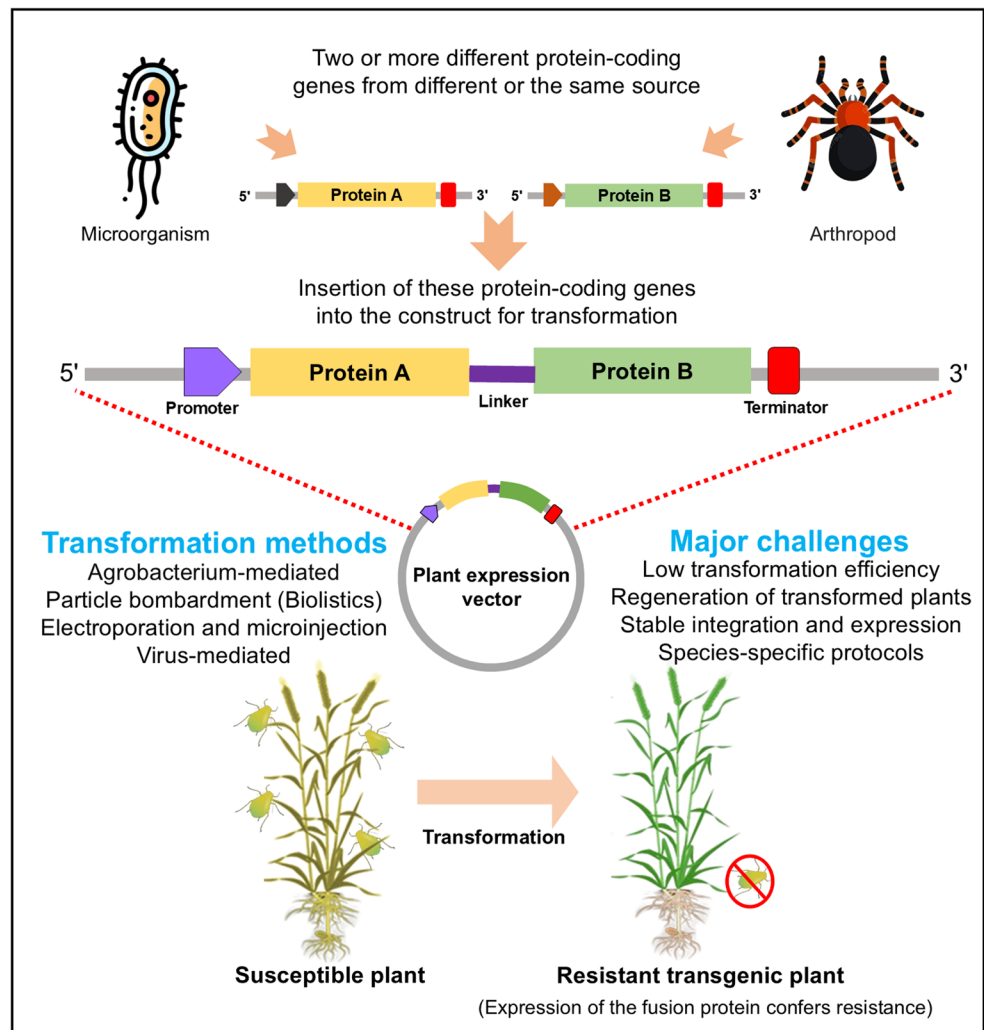 Two or more different protein-coding
genes from different or the same source
5' Protein A 3' 5' Protein B 3'
Microorganism
Arthropod
Insertion of these protein-coding genes
into the construct for transformation
5' Protein A Protein B 3'
Promoter Linker Terminator
Plant expression
vector
Transformation methods
Agrobacterium-mediated
Particle bombardment (Biolistics)
Electroporation and microinjection
Virus-mediated
Major challenges
Low transformation efficiency
Regeneration of transformed plants
Stable integration and expression
Species-specific protocols
Transformation
Susceptible plant
Resistant transgenic plant
(Expression of the fusion protein confers resistance)